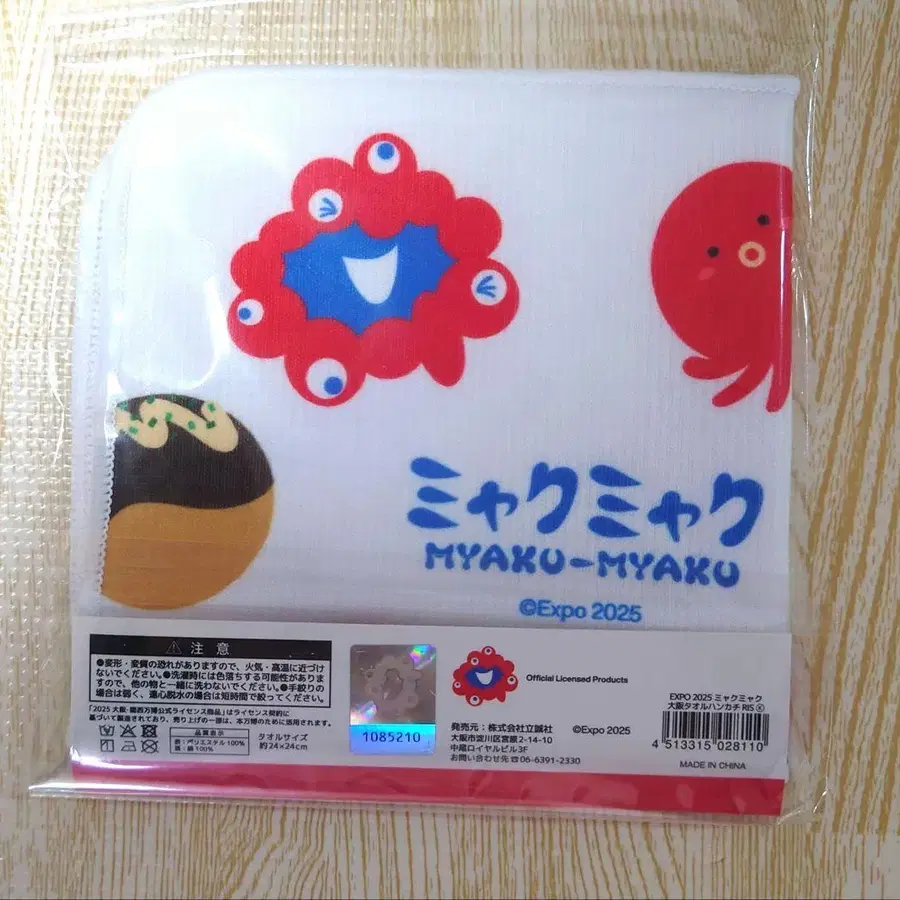 ミャクミャク
MYAKU-MYAKU
©Expo 2025
⚠ 注意
●変形・変質の恐れがありますので、火気・高温に近づけ
ないでください。●洗濯時には色落ちする可能性があり
ますので、他の物と一緒に洗わないでください。●手絞りの
場合は弱く、遠心脱水の場合は短時間で絞ってください。
「2025 大阪・関西万博公式ライセンス商品」はライセンス契約に
基づいて製造されており、売り上げの一部は、本万博のために活用されます。
品質表示
表:ポリエステル 100%
裏:綿 100%
タオルサイズ
約24×24cm
1085210
Official Licensed Products
発売元:株式会社立誠社
大阪市淀川区宮原2-14-10
中尾ロイヤルビル3F
お問い合わせ先☎06-6391-2330
©Expo 2025
EXPO 2025 ミャクミャク
大阪タオルハンカチ RIS Ⓚ
4 513315 028110
MADE IN CHINA